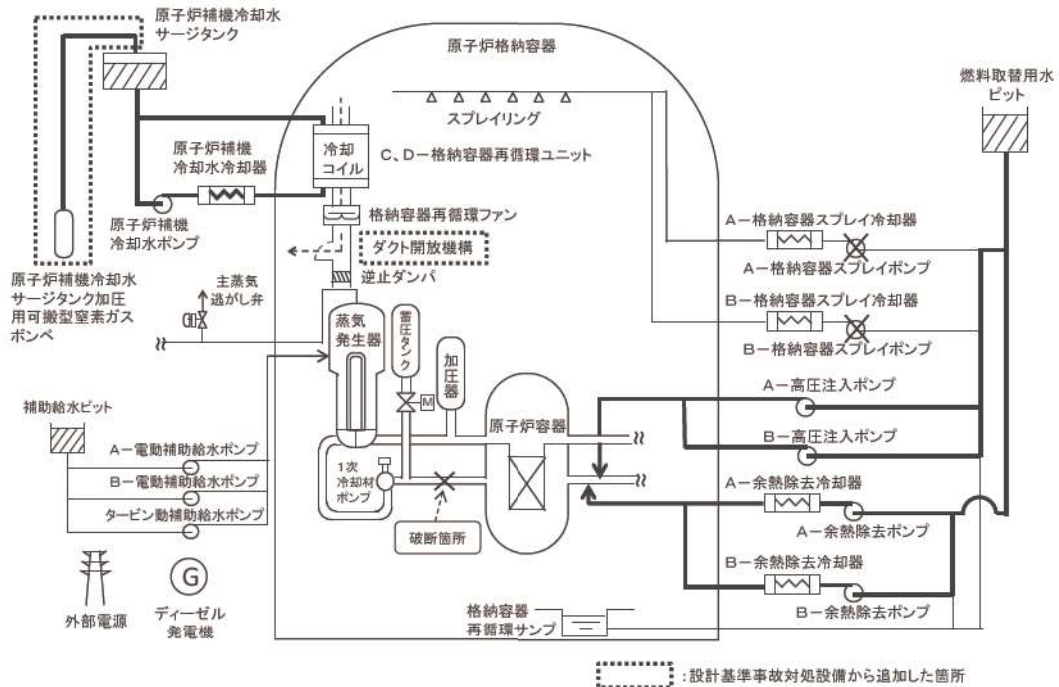 原子炉補機冷却水
サージタンク
原子炉格納容器
燃料取替用水
ピット
スプレイリング
冷却
コイル
C、D－格納容器再循環ユニット
原子炉補機
冷却水冷却器
原子炉補機
冷却水ポンプ
格納容器再循環ファン
ダクト開放機構
逆止ダンパ
原子炉補機冷却水
サージタンク加圧
用可搬型窒素ガス
ボンベ
主蒸気
逃がし弁
A－格納容器スプレイ冷却器
A－格納容器スプレイポンプ
B－格納容器スプレイ冷却器
B－格納容器スプレイポンプ
蒸気
発生器
蓄圧タンク
M
加圧器
原子炉容器
A－高圧注入ポンプ
B－高圧注入ポンプ
補助給水ピット
A－電動補助給水ポンプ
B－電動補助給水ポンプ
タービン動補助給水ポンプ
1次
冷却材
ポンプ
破断箇所
A－余熱除去冷却器
A－余熱除去ポンプ
B－余熱除去冷却器
B－余熱除去ポンプ
外部電源
G
ディーゼル
発電機
格納容器
再循環サンプ
：設計基準事故対処設備から追加した箇所